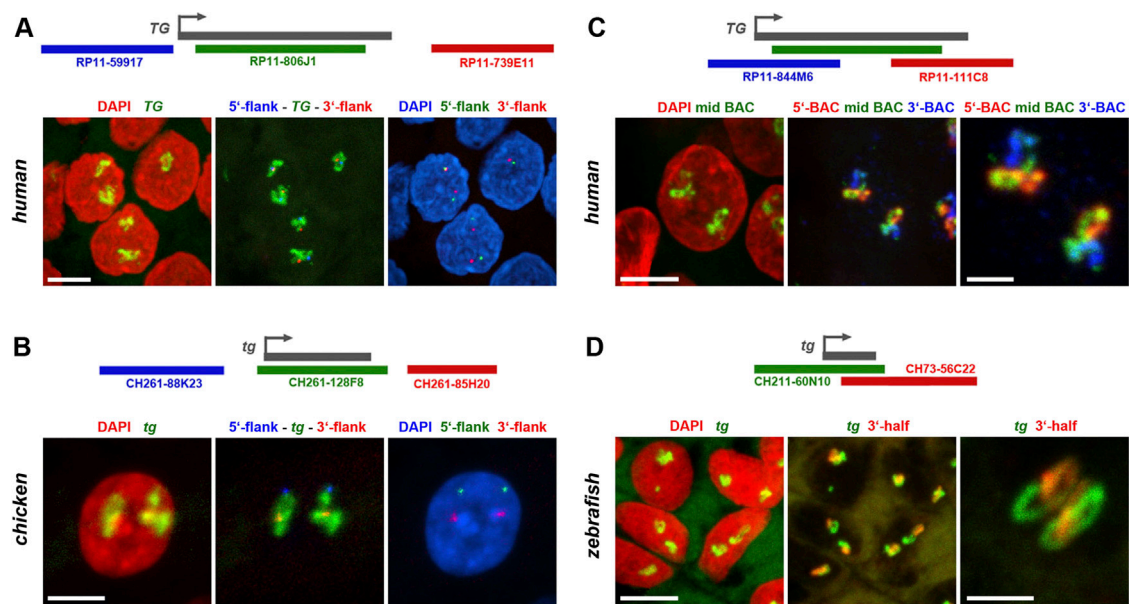 A
TG
RP11-59917
RP11-806J1
RP11-739E11
DAPI TG
5‘-flank - TG - 3‘-flank
DAPI 5‘-flank 3‘-flank
human
B
tg
CH261-88K23
CH261-128F8
CH261-85H20
DAPI tg
5‘-flank - tg - 3‘-flank
DAPI 5‘-flank 3‘-flank
chicken
C
TG
RP11-844M6
RP11-111C8
DAPI mid BAC
5‘-BAC mid BAC 3‘-BAC
5‘-BAC mid BAC 3‘-BAC
human
D
tg
CH211-60N10
CH73-56C22
DAPI tg
tg 3‘-half
tg 3‘-half
zebrafish